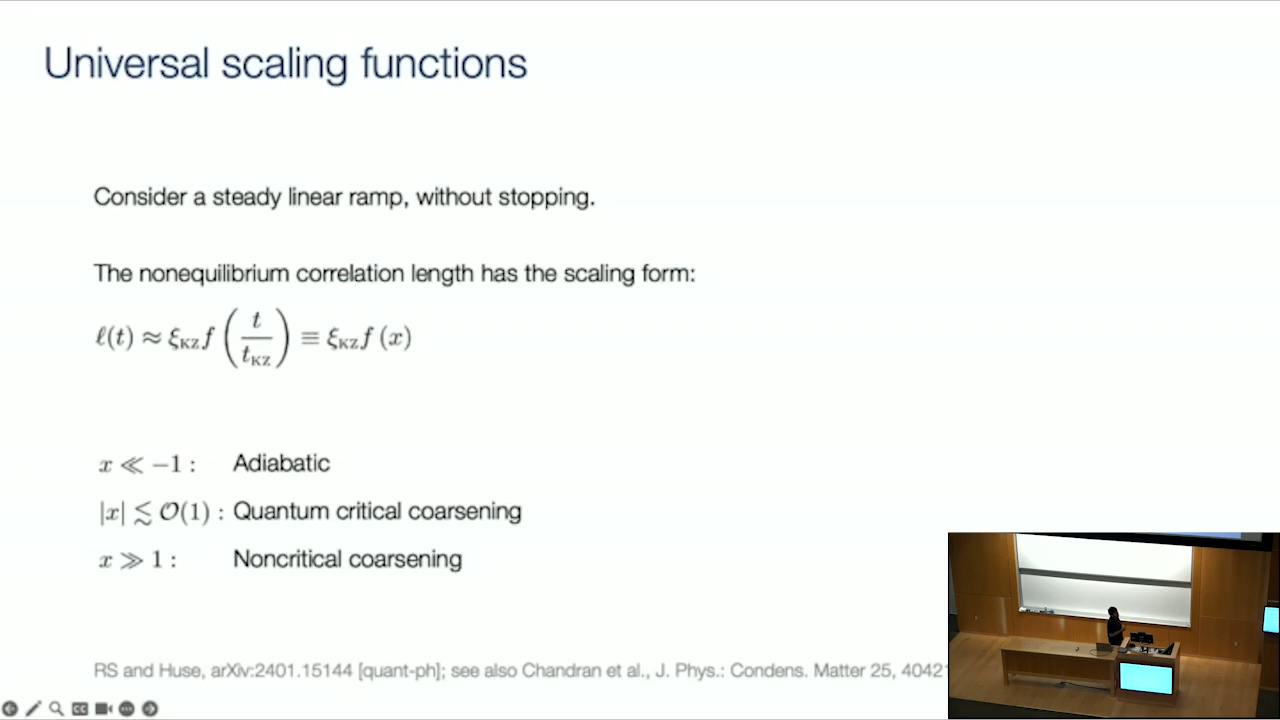 Universal scaling functions
Consider a steady linear ramp, without stopping.
The nonequilibrium correlation length has the scaling form:
ℓ(t) ≈ ξ_KZ f (t / t_KZ) ≡ ξ_KZ f (x)
x ≪ −1 : Adiabatic
|x| ≲ 𝒪(1) : Quantum critical coarsening
x ≫ 1 : Noncritical coarsening
RS and Huse, arXiv:2401.15144 [quant-ph]; see also Chandran et al., J. Phys.: Condens. Matter 25, 4042
CC